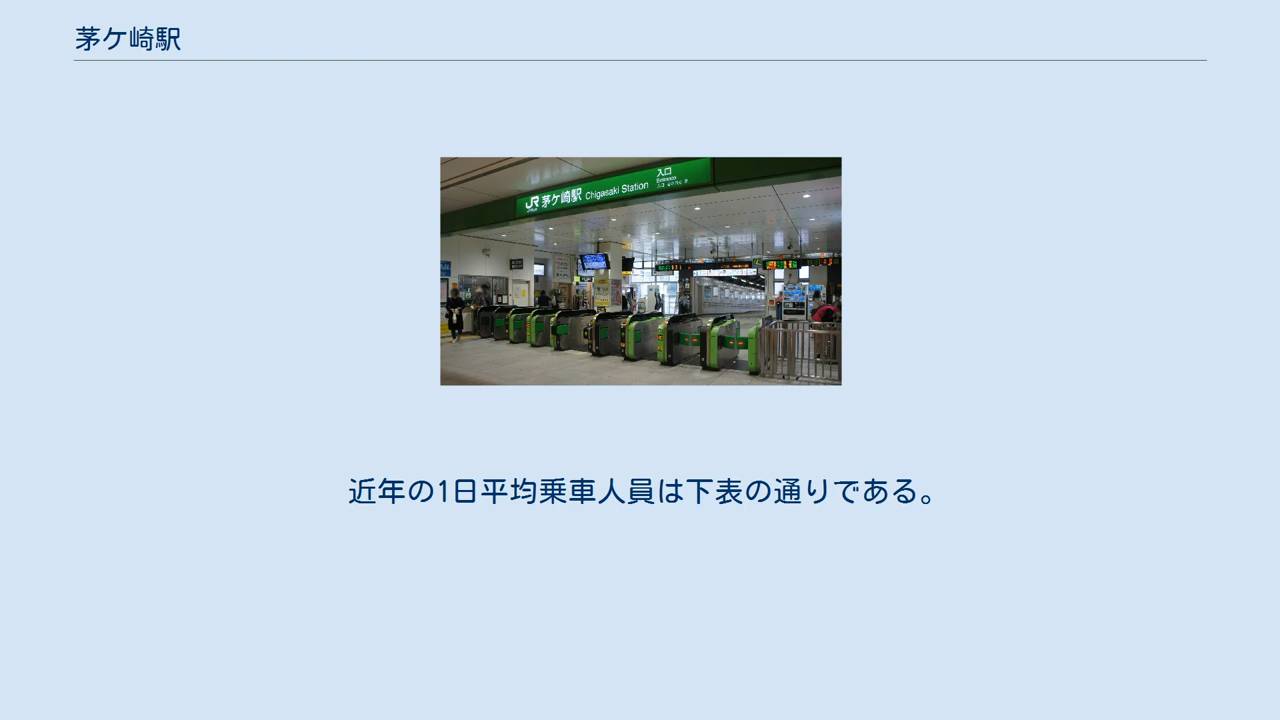 茅ケ崎駅
JR 茅ケ崎駅 Chigasaki Station
入口
Entrance
近年の1日平均乗車人員は下表の通りである。